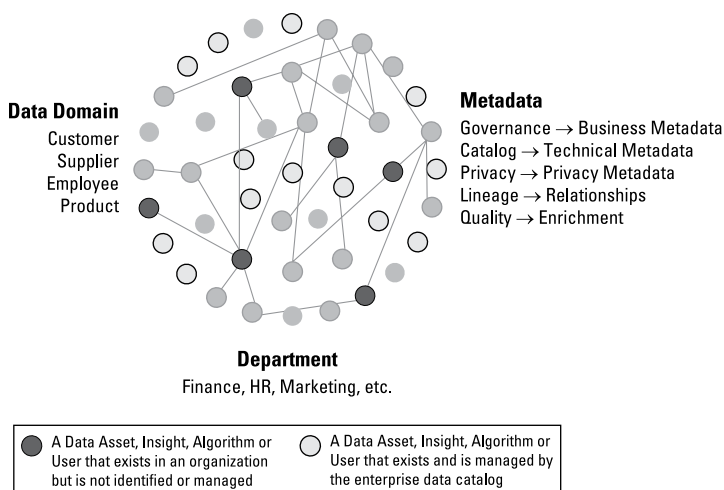 Data Domain
Customer
Supplier
Employee
Product
Metadata
Governance → Business Metadata
Catalog → Technical Metadata
Privacy → Privacy Metadata
Lineage → Relationships
Quality → Enrichment
Department
Finance, HR, Marketing, etc.
A Data Asset, Insight, Algorithm or
User that exists in an organization
but is not identified or managed
A Data Asset, Insight, Algorithm or
User that exists and is managed by
the enterprise data catalog